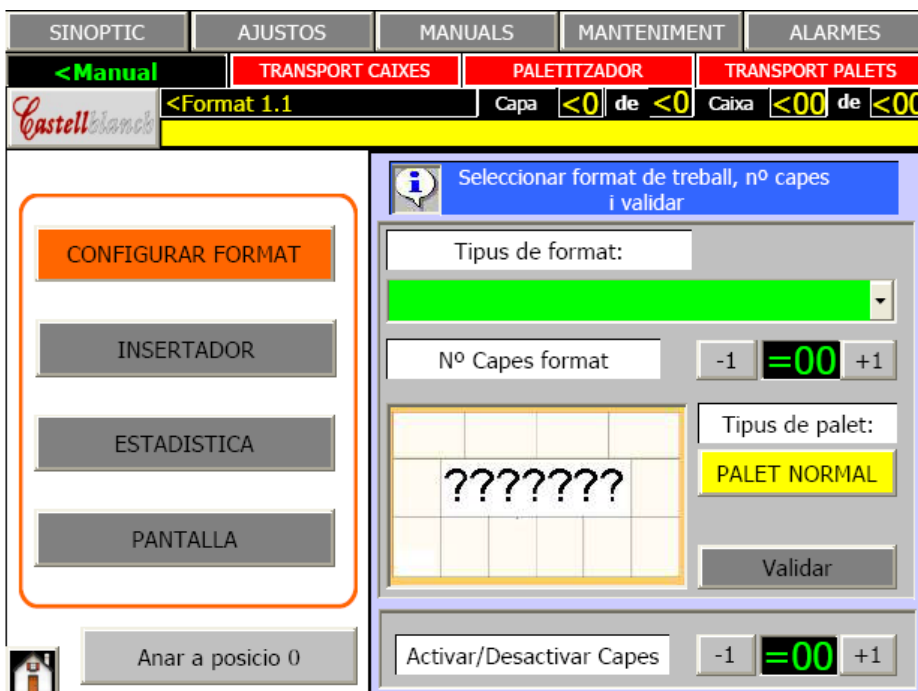 SINOPTIC AJUSTOS MANUALS MANTENIMENT ALARMES
<Manual TRANSPORT CAIXES PALETITZADOR TRANSPORT PALETS
Castellblanch <Format 1.1 Capa <0 de <0 Caixa <00 de <00
Seleccionar format de treball, nº capes
i validar
CONFIGURAR FORMAT
Tipus de format:
INSERTADOR
Nº Capes format -1 =00 +1
ESTADISTICA
Tipus de palet:
??????? PALET NORMAL
PANTALLA
Validar
Anar a posicio 0
Activar/Desactivar Capes -1 =00 +1